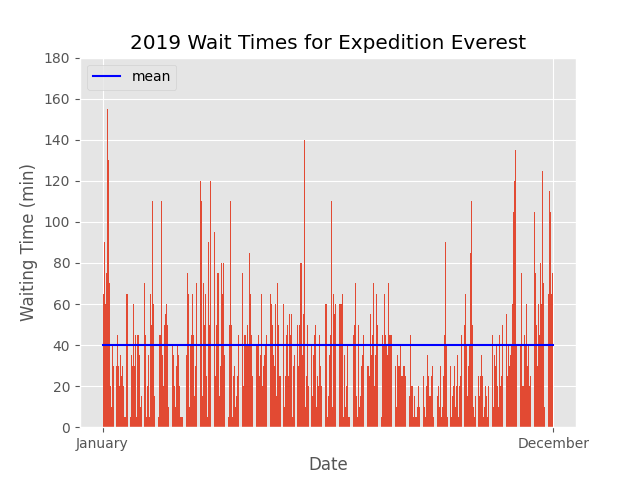 2019 Wait Times for Expedition Everest
mean
Waiting Time (min)
180
160
140
120
100
80
60
40
20
0
January
December
Date